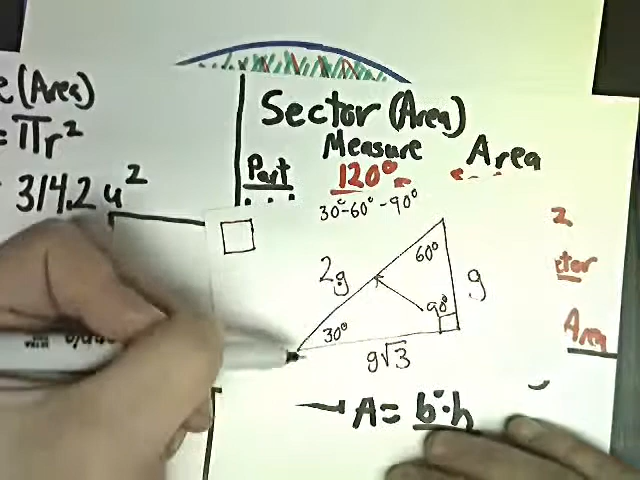 (Area)
= πr²
314.2 u²
Sector (Area)
Measure
Part
120°
Area
30°-60°-90°
2g
60°
g
90°
30°
g√3
A = b·h
Area